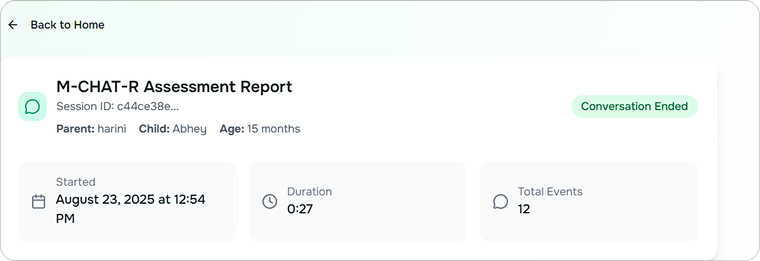 Back to Home
M-CHAT-R Assessment Report
Session ID: c44ce38e...
Parent: harini Child: Abhey Age: 15 months
Conversation Ended
Started
August 23, 2025 at 12:54
PM
Duration
0:27
Total Events
12